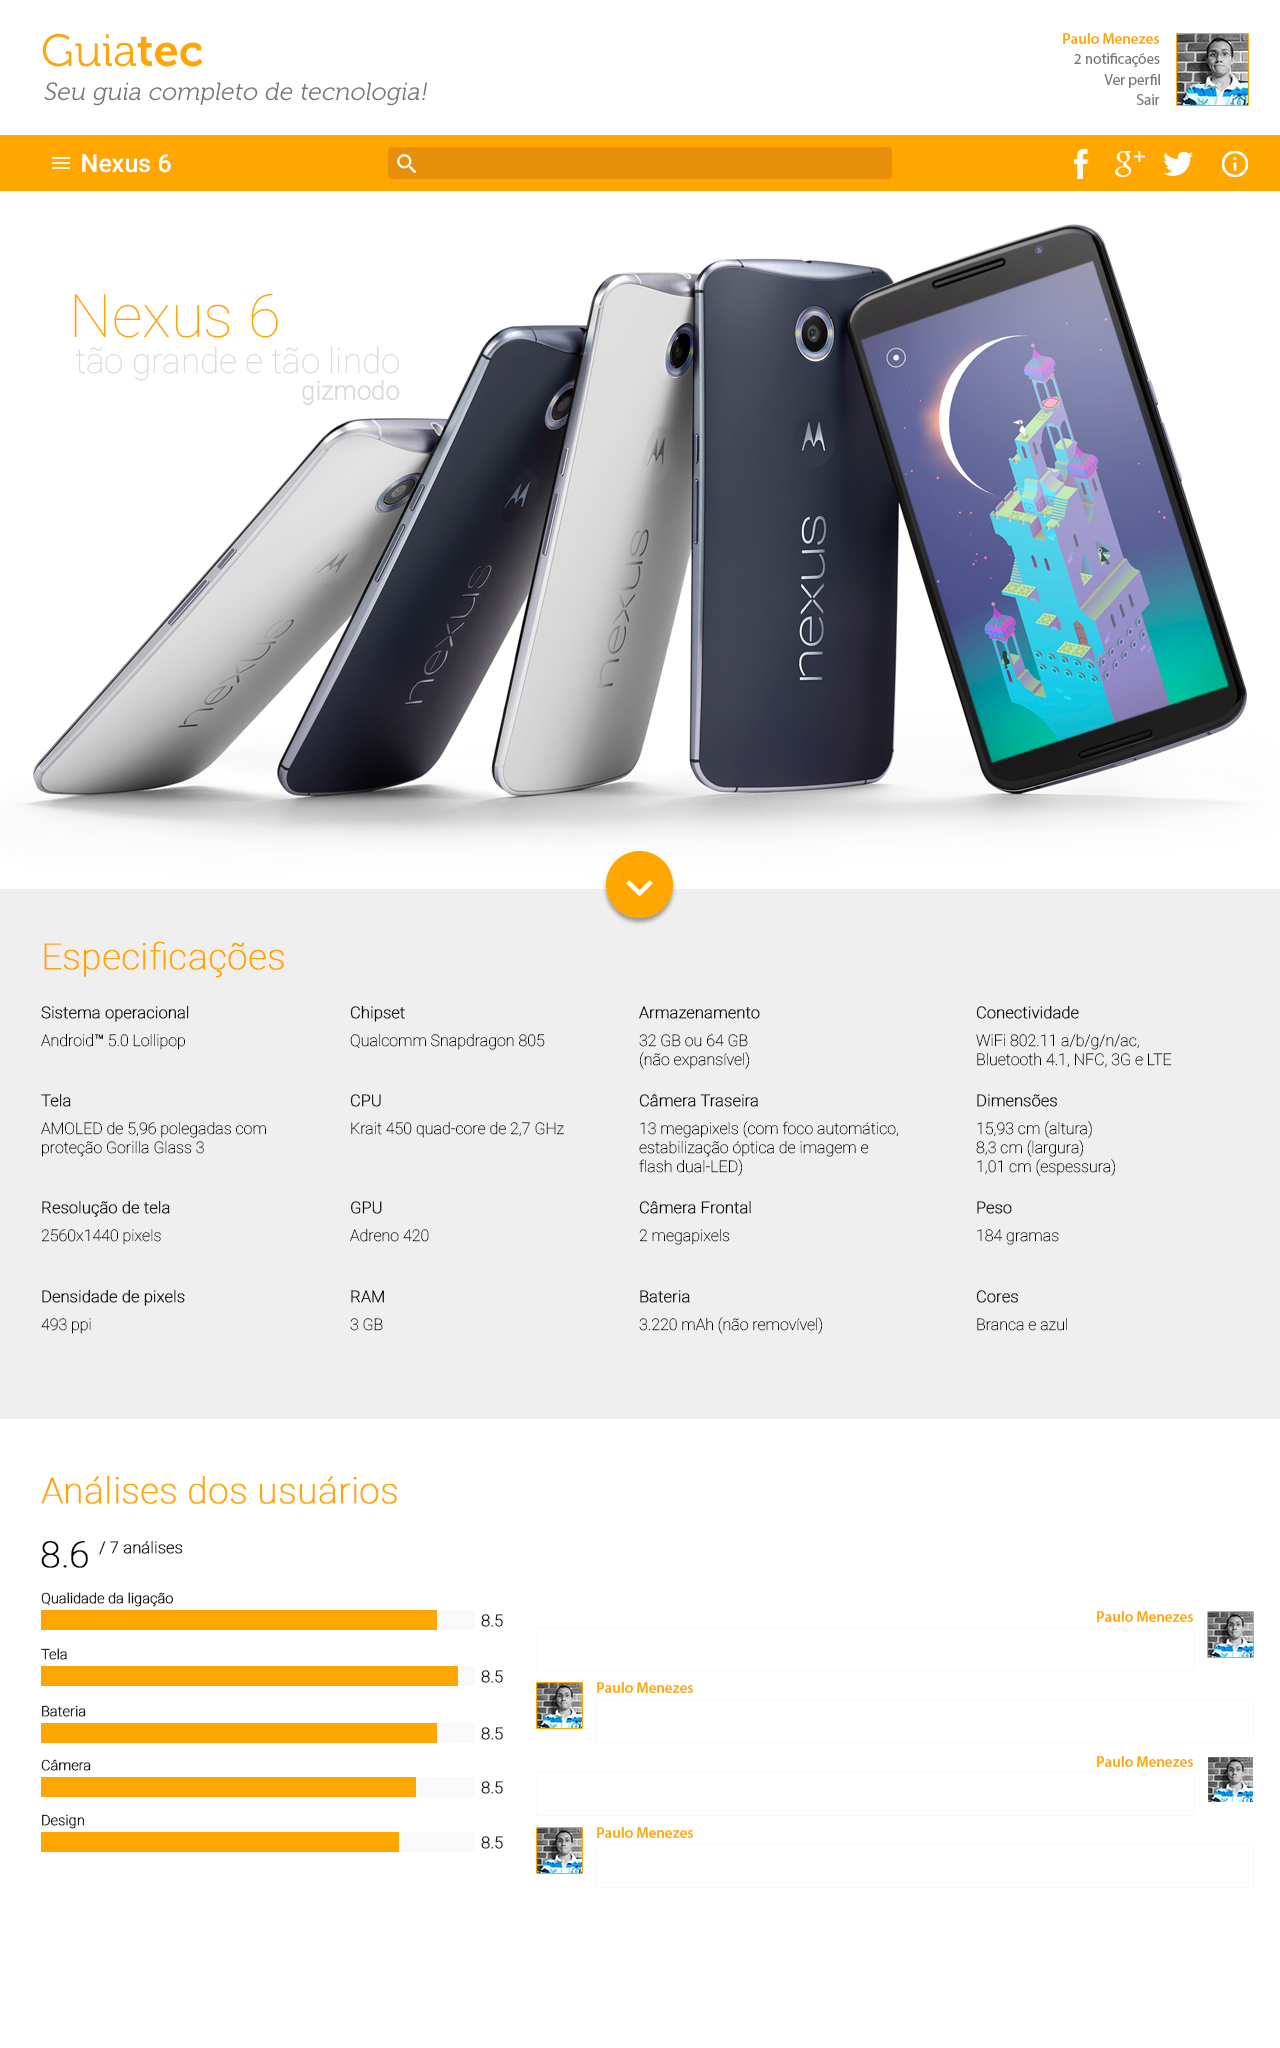 Guiatec
Seu guia completo de tecnologia!
Paulo Menezes
2 notificações
Ver perfil
Sair
Nexus 6
g+
Nexus 6
tão grande e tão lindo
gizmodo
nexus
nexus
nexus
nexus
Especificações
Sistema operacional
Android™ 5.0 Lollipop
Chipset
Qualcomm Snapdragon 805
Armazenamento
32 GB ou 64 GB
(não expansível)
Conectividade
WiFi 802.11 a/b/g/n/ac,
Bluetooth 4.1, NFC, 3G e LTE
Tela
AMOLED de 5,96 polegadas com
proteção Gorilla Glass 3
CPU
Krait 450 quad-core de 2,7 GHz
Câmera Traseira
13 megapixels (com foco automático,
estabilização óptica de imagem e
flash dual-LED)
Dimensões
15,93 cm (altura)
8,3 cm (largura)
1,01 cm (espessura)
Resolução de tela
2560x1440 pixels
GPU
Adreno 420
Câmera Frontal
2 megapixels
Peso
184 gramas
Densidade de pixels
493 ppi
RAM
3 GB
Bateria
3.220 mAh (não removível)
Cores
Branca e azul
Análises dos usuários
8.6 / 7 análises
Qualidade da ligação
8.5
Tela
8.5
Bateria
8.5
Câmera
8.5
Design
8.5
Paulo Menezes
Paulo Menezes
Paulo Menezes
Paulo Menezes